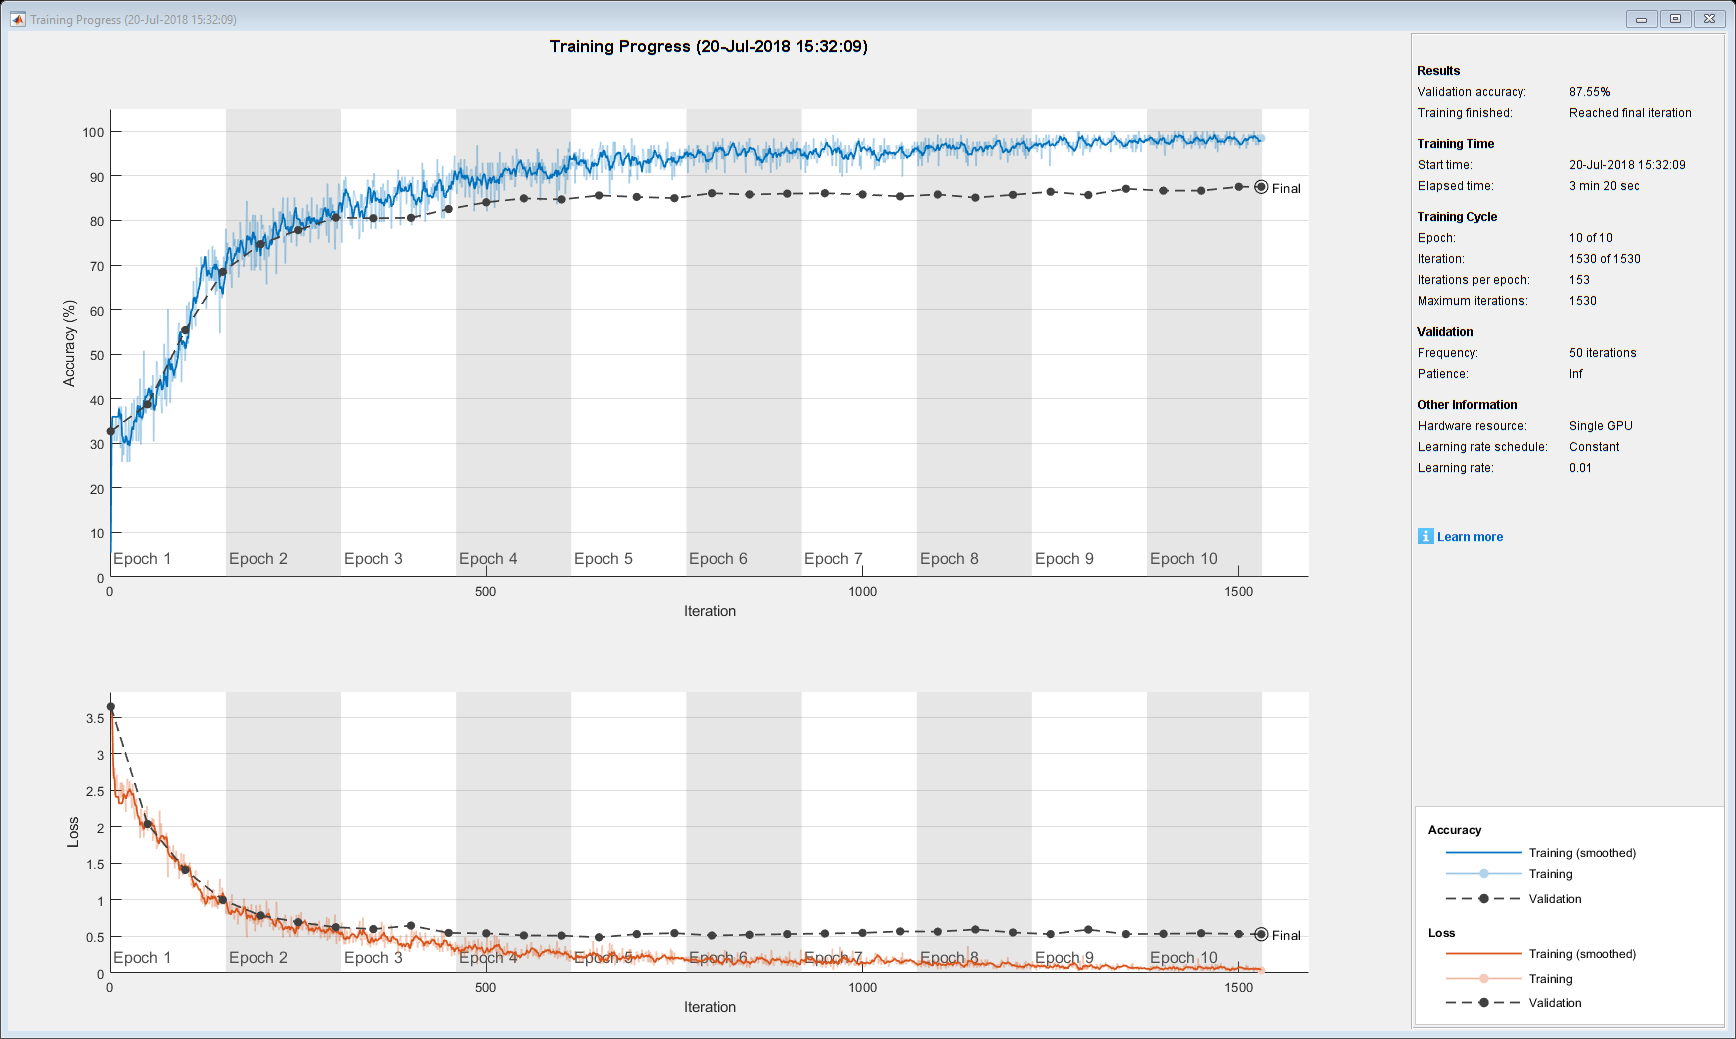 Training Progress (20-Jul-2018 15:32:09)
Training Progress (20-Jul-2018 15:32:09)
100
90
80
70
60
50
40
30
20
10
0
Accuracy (%)
Final
Epoch 1 Epoch 2 Epoch 3 Epoch 4 Epoch 5 Epoch 6 Epoch 7 Epoch 8 Epoch 9 Epoch 10
0 500 1000 1500
Iteration
3.5
3
2.5
2
1.5
1
0.5
0
Loss
Final
Epoch 1 Epoch 2 Epoch 3 Epoch 4 Epoch 5 Epoch 6 Epoch 7 Epoch 8 Epoch 9 Epoch 10
0 500 1000 1500
Iteration
Results
Validation accuracy: 87.55%
Training finished: Reached final iteration
Training Time
Start time: 20-Jul-2018 15:32:09
Elapsed time: 3 min 20 sec
Training Cycle
Epoch: 10 of 10
Iteration: 1530 of 1530
Iterations per epoch: 153
Maximum iterations: 1530
Validation
Frequency: 50 iterations
Patience: Inf
Other Information
Hardware resource: Single GPU
Learning rate schedule: Constant
Learning rate: 0.01
i Learn more
Accuracy
Training (smoothed)
Training
Validation
Loss
Training (smoothed)
Training
Validation